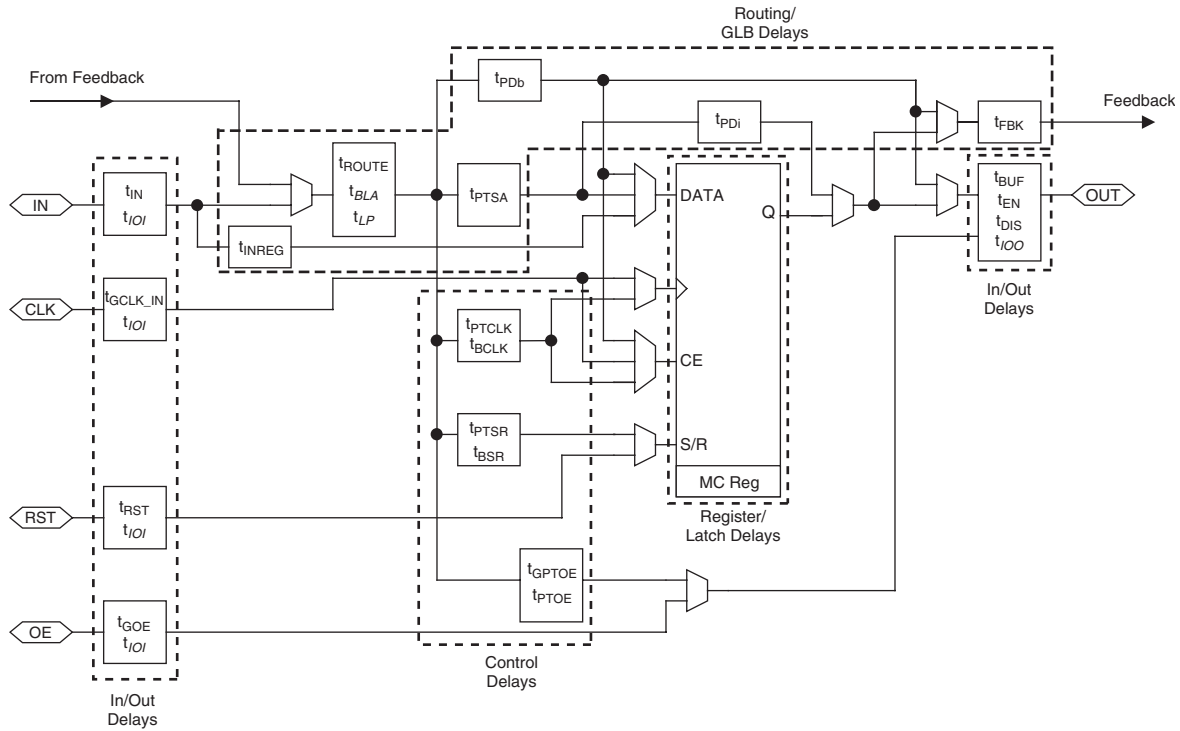 Routing/
GLB Delays
From Feedback
tPDb
Feedback
tPDi
tFBK
tROUTE
tBLA
tLP
tIN
tIOI
tPTSA
tBUF
tEN
tDIS
tIOO
IN
DATA
OUT
Q
tINREG
In/Out
Delays
CLK
tGCLK_IN
tIOI
tPTCLK
tBCLK
CE
tPTSR
tBSR
S/R
MC Reg
RST
tRST
tIOI
Register/
Latch Delays
tGPTOE
tPTOE
OE
tGOE
tIOI
Control
Delays
In/Out
Delays